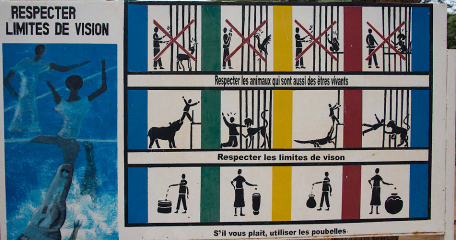 RESPECTER
LIMITES DE VISION
Respecter les animaux qui sont aussi des êtres vivants
Respecter les limites de vison
S'il vous plait, utiliser les poubelles